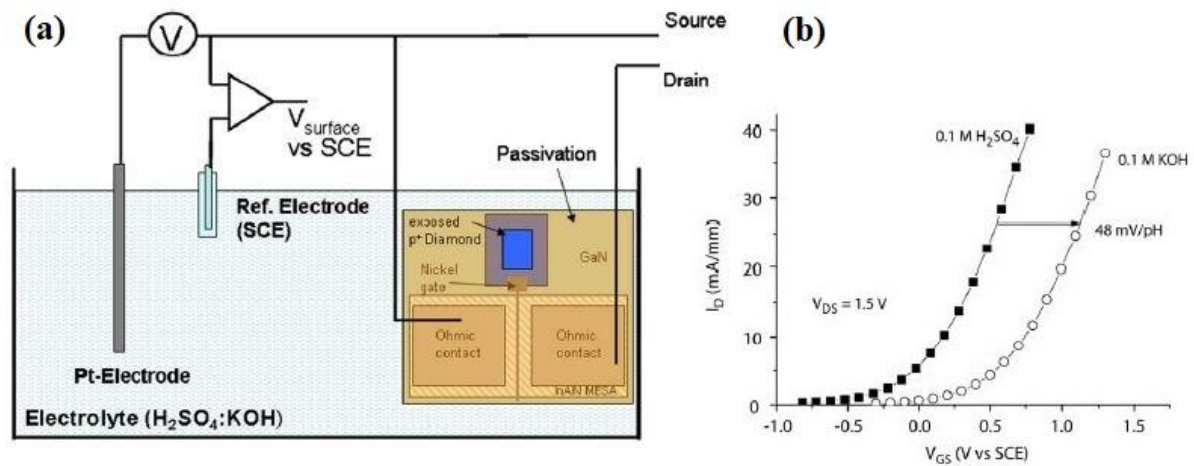 (a)
V
Source
Drain
V surface
vs SCE
Passivation
Ref. Electrode
(SCE)
exposed
p+ Diamond
GaN
Nickel
gate
Ohmic
contact
Ohmic
contact
InAlN MESA
Pt-Electrode
Electrolyte (H₂SO₄:KOH)
(b)
40
30
20
10
0
I_D (mA/mm)
0.1 M H₂SO₄
0.1 M KOH
48 mV/pH
V_DS = 1.5 V
-1.0
-0.5
0.0
0.5
1.0
1.5
V_GS (V vs SCE)